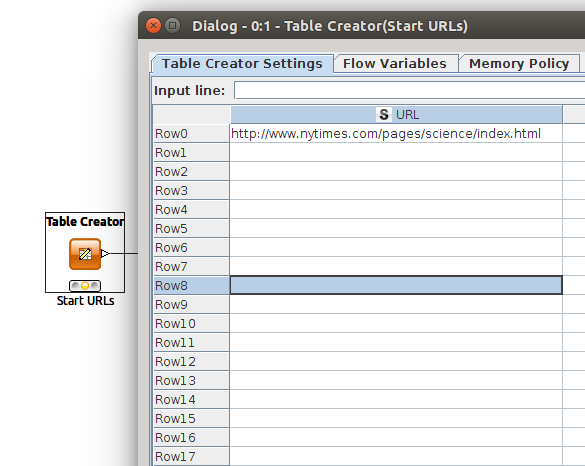 Dialog - 0:1 - Table Creator(Start URLs)
Table Creator Settings Flow Variables Memory Policy
Input line:
S URL
Row0 http://www.nytimes.com/pages/science/index.html
Row1
Row2
Row3
Row4
Row5
Row6
Row7
Row8
Row9
Row10
Row11
Row12
Row13
Row14
Row15
Row16
Row17
Table Creator
Start URLs